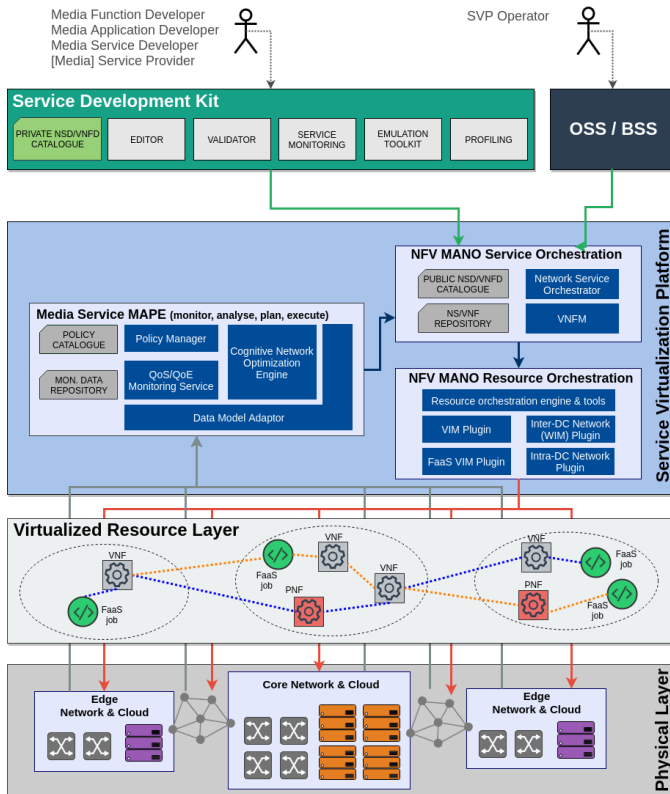 Media Function Developer
Media Application Developer
Media Service Developer
[Media] Service Provider
SVP Operator
Service Development Kit
PRIVATE NSD/VNFD
CATALOGUE
EDITOR
VALIDATOR
SERVICE
MONITORING
EMULATION
TOOLKIT
PROFILING
OSS / BSS
Service Virtualization Platform
NFV MANO Service Orchestration
PUBLIC NSD/VNFD
CATALOGUE
Network Service
Orchestrator
NS/VNF
REPOSITORY
VNFM
Media Service MAPE (monitor, analyse, plan, execute)
POLICY
CATALOGUE
Policy Manager
Cognitive Network
Optimization
Engine
MON. DATA
REPOSITORY
QoS/QoE
Monitoring Service
Data Model Adaptor
NFV MANO Resource Orchestration
Resource orchestration engine & tools
VIM Plugin
Inter-DC Network
(WIM) Plugin
FaaS VIM Plugin
Intra-DC Network
Plugin
Virtualized Resource Layer
VNF
FaaS
job
FaaS
job
VNF
PNF
VNF
VNF
FaaS
job
PNF
FaaS
job
Physical Layer
Edge
Network & Cloud
Core Network & Cloud
Edge
Network & Cloud